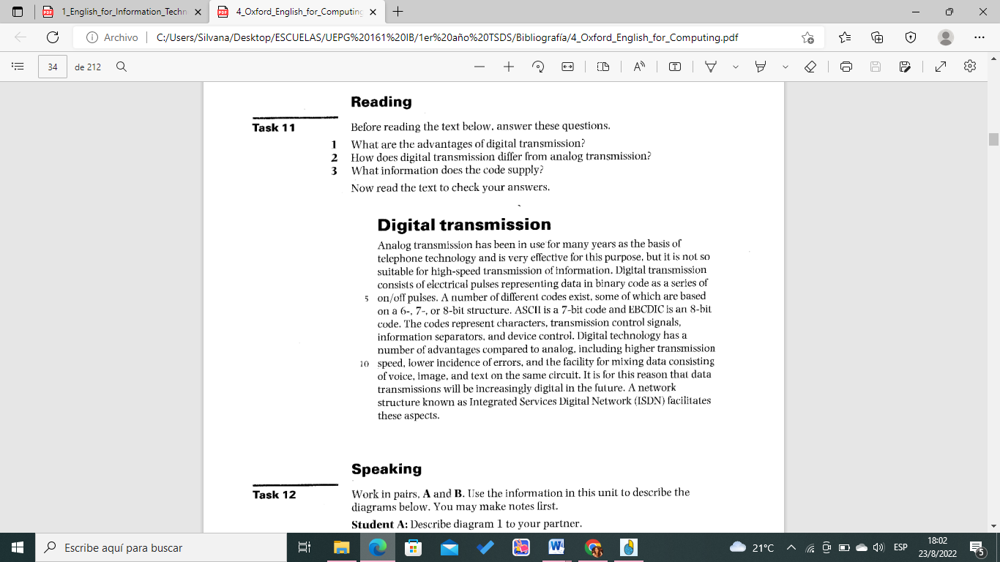 1_English_for_Information_Techn
4_Oxford_English_for_Computing
Archivo
C:/Users/Silvana/Desktop/ESCUELAS/UEPG%20161%20IB/1er%20año%20TSDS/Bibliografía/4_Oxford_English_for_Computing.pdf
34 de 212
Reading
Task 11 Before reading the text below, answer these questions.
1 What are the advantages of digital transmission?
2 How does digital transmission differ from analog transmission?
3 What information does the code supply?
Now read the text to check your answers.
Digital transmission
Analog transmission has been in use for many years as the basis of
telephone technology and is very effective for this purpose, but it is not so
suitable for high-speed transmission of information. Digital transmission
consists of electrical pulses representing data in binary code as a series of
5 on/off pulses. A number of different codes exist, some of which are based
on a 6-, 7-, or 8-bit structure. ASCII is a 7-bit code and EBCDIC is an 8-bit
code. The codes represent characters, transmission control signals,
information separators, and device control. Digital technology has a
number of advantages compared to analog, including higher transmission
10 speed, lower incidence of errors, and the facility for mixing data consisting
of voice, image, and text on the same circuit. It is for this reason that data
transmissions will be increasingly digital in the future. A network
structure known as Integrated Services Digital Network (ISDN) facilitates
these aspects.
Speaking
Task 12 Work in pairs, A and B. Use the information in this unit to describe the
diagrams below. You may make notes first.
Student A: Describe diagram 1 to your partner.
Escribe aquí para buscar
21°C
ESP
18:02
23/8/2022
5